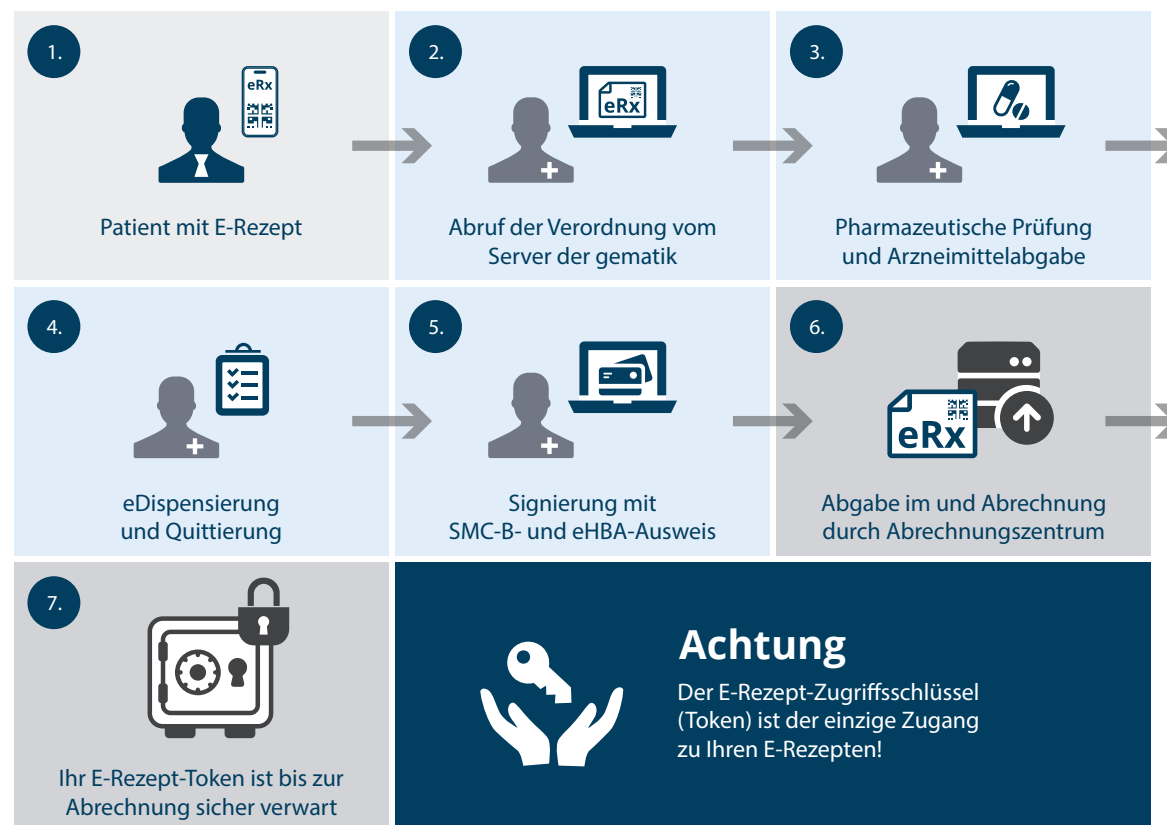 1.
eRx
Patient mit E-Rezept
2.
eRx
Abruf der Verordnung vom
Server der gematik
3.
Pharmazeutische Prüfung
und Arzneimittelabgabe
4.
eDispensierung
und Quittierung
5.
Signierung mit
SMC-B- und eHBA-Ausweis
6.
eRx
Abgabe im und Abrechnung
durch Abrechnungszentrum
7.
Ihr E-Rezept-Token ist bis zur
Abrechnung sicher verwart
Achtung
Der E-Rezept-Zugriffsschlüssel
(Token) ist der einzige Zugang
zu Ihren E-Rezepten!